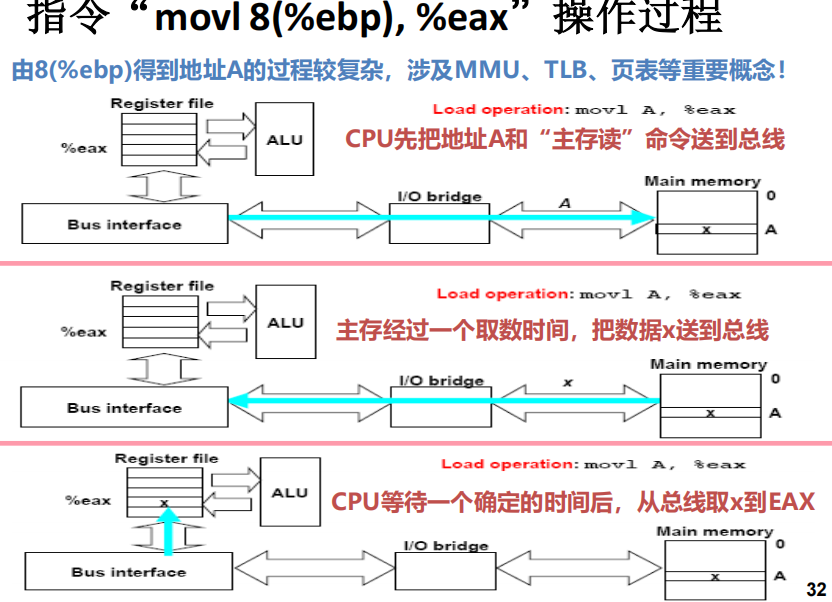 指令“movl 8(%ebp), %eax”操作过程
由8(%ebp)得到地址A的过程较复杂，涉及MMU、TLB、页表等重要概念！
Register file
Load operation: movl A, %eax
%eax
ALU
CPU先把地址A和“主存读”命令送到总线
Main memory
I/O bridge
A
0
Bus interface
x
A
Register file
Load operation: movl A, %eax
%eax
ALU
主存经过一个取数时间，把数据x送到总线
Main memory
I/O bridge
x
0
Bus interface
x
A
Register file
Load operation: movl A, %eax
%eax
x
ALU
CPU等待一个确定的时间后，从总线取x到EAX
Main memory
I/O bridge
0
Bus interface
x
A
32